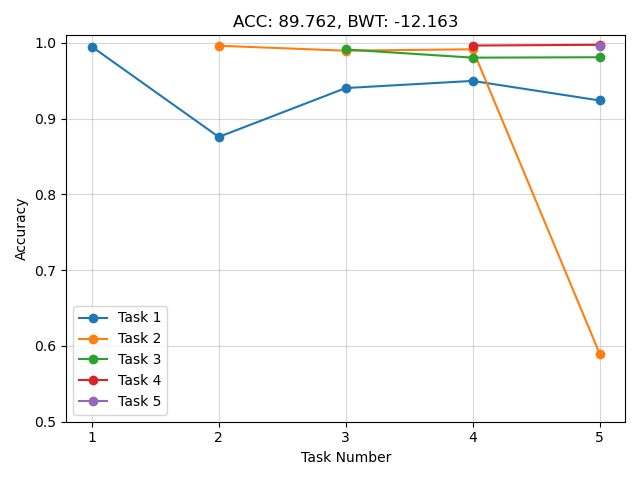 ACC: 89.762, BWT: -12.163
1.0
0.9
0.8
0.7
0.6
0.5
Accuracy
Task 1
Task 2
Task 3
Task 4
Task 5
1 2 3 4 5
Task Number